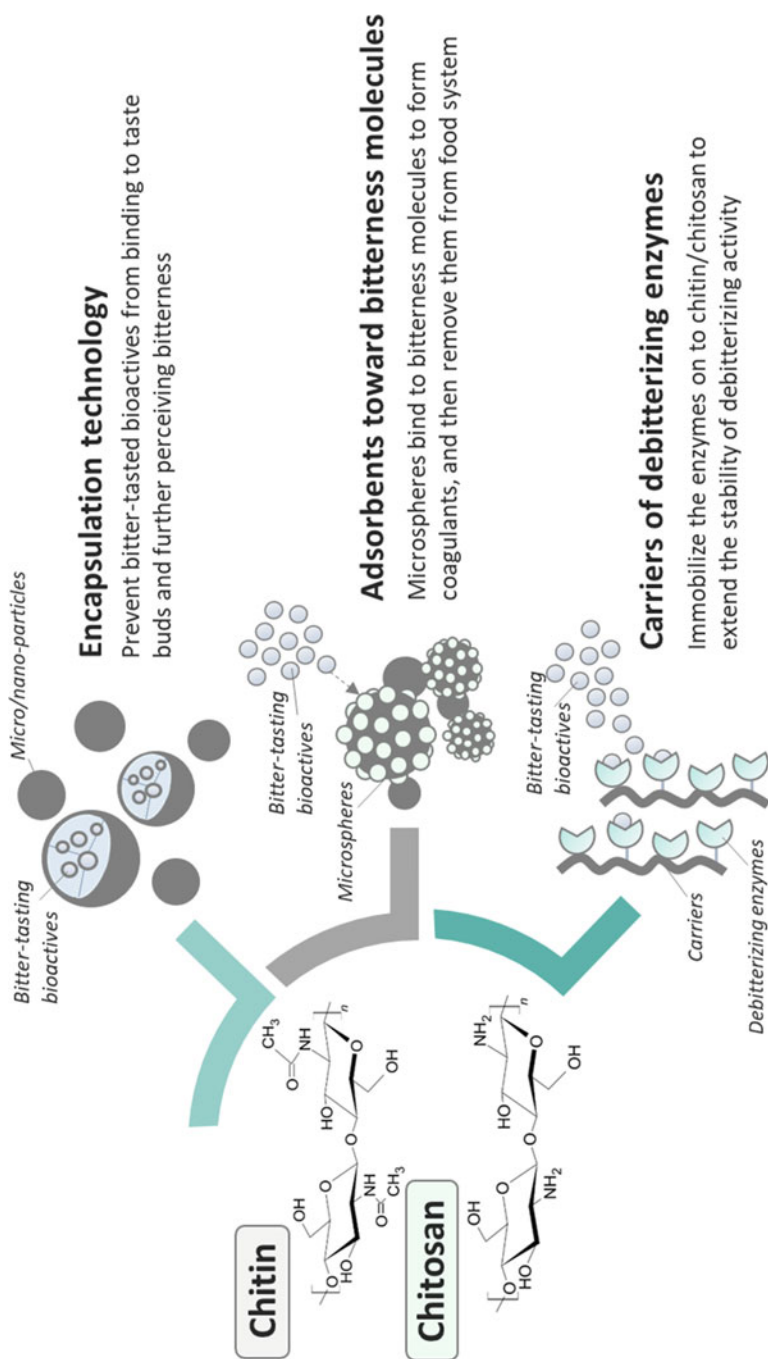 Chitin
CH₃
O
NH
HO
O
O
OH
n
OH
O
O
HO
NH
O
CH₃
Chitosan
NH₂
HO
O
O
OH
n
OH
O
O
HO
NH₂
Bitter-tasting
bioactives
Micro/nano-particles
Encapsulation technology
Prevent bitter-tasted bioactives from binding to taste
buds and further perceiving bitterness
Microspheres
Bitter-tasting
bioactives
Adsorbents toward bitterness molecules
Microspheres bind to bitterness molecules to form
coagulants, and then remove them from food system
Carriers
Debitterizing enzymes
Bitter-tasting
bioactives
Carriers of debitterizing enzymes
Immobilize the enzymes on to chitin/chitosan to
extend the stability of debitterizing activity